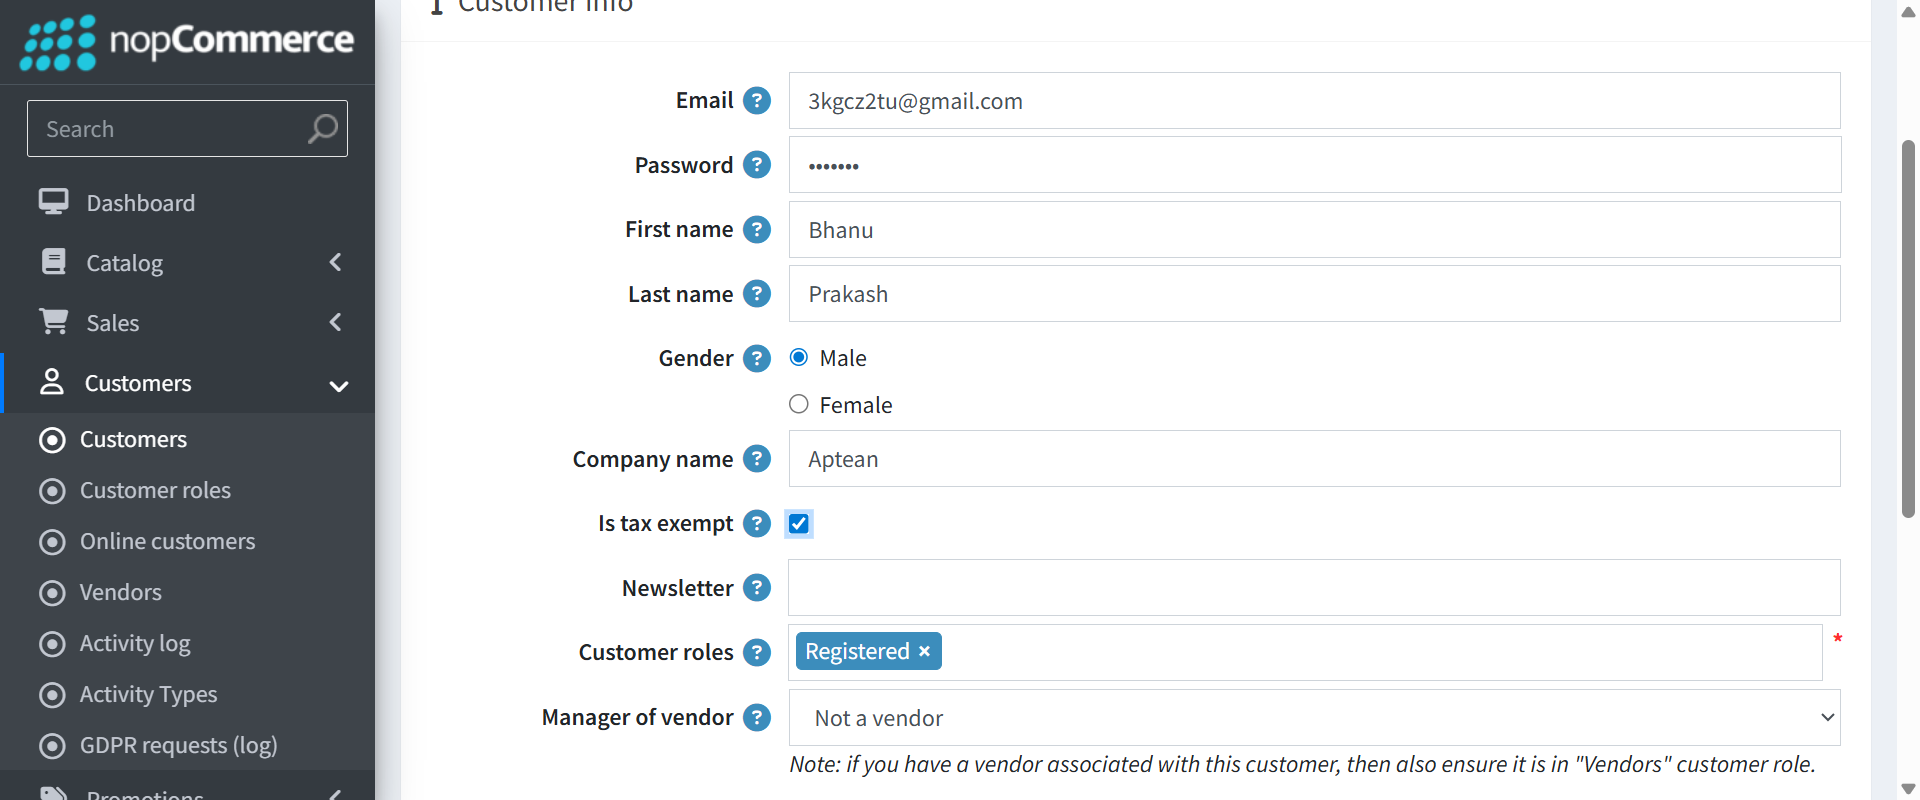 nopCommerce
Search
Dashboard
Catalog
Sales
Customers
Customers
Customer roles
Online customers
Vendors
Activity log
Activity Types
GDPR requests (log)
Promotions
Customer info
Email ? 3kgcz2tu@gmail.com
Password ? •••••••
First name ? Bhanu
Last name ? Prakash
Gender ? Male
Female
Company name ? Aptean
Is tax exempt ?
Newsletter ?
Customer roles ? Registered × *
Manager of vendor ? Not a vendor
Note: if you have a vendor associated with this customer, then also ensure it is in "Vendors" customer role.